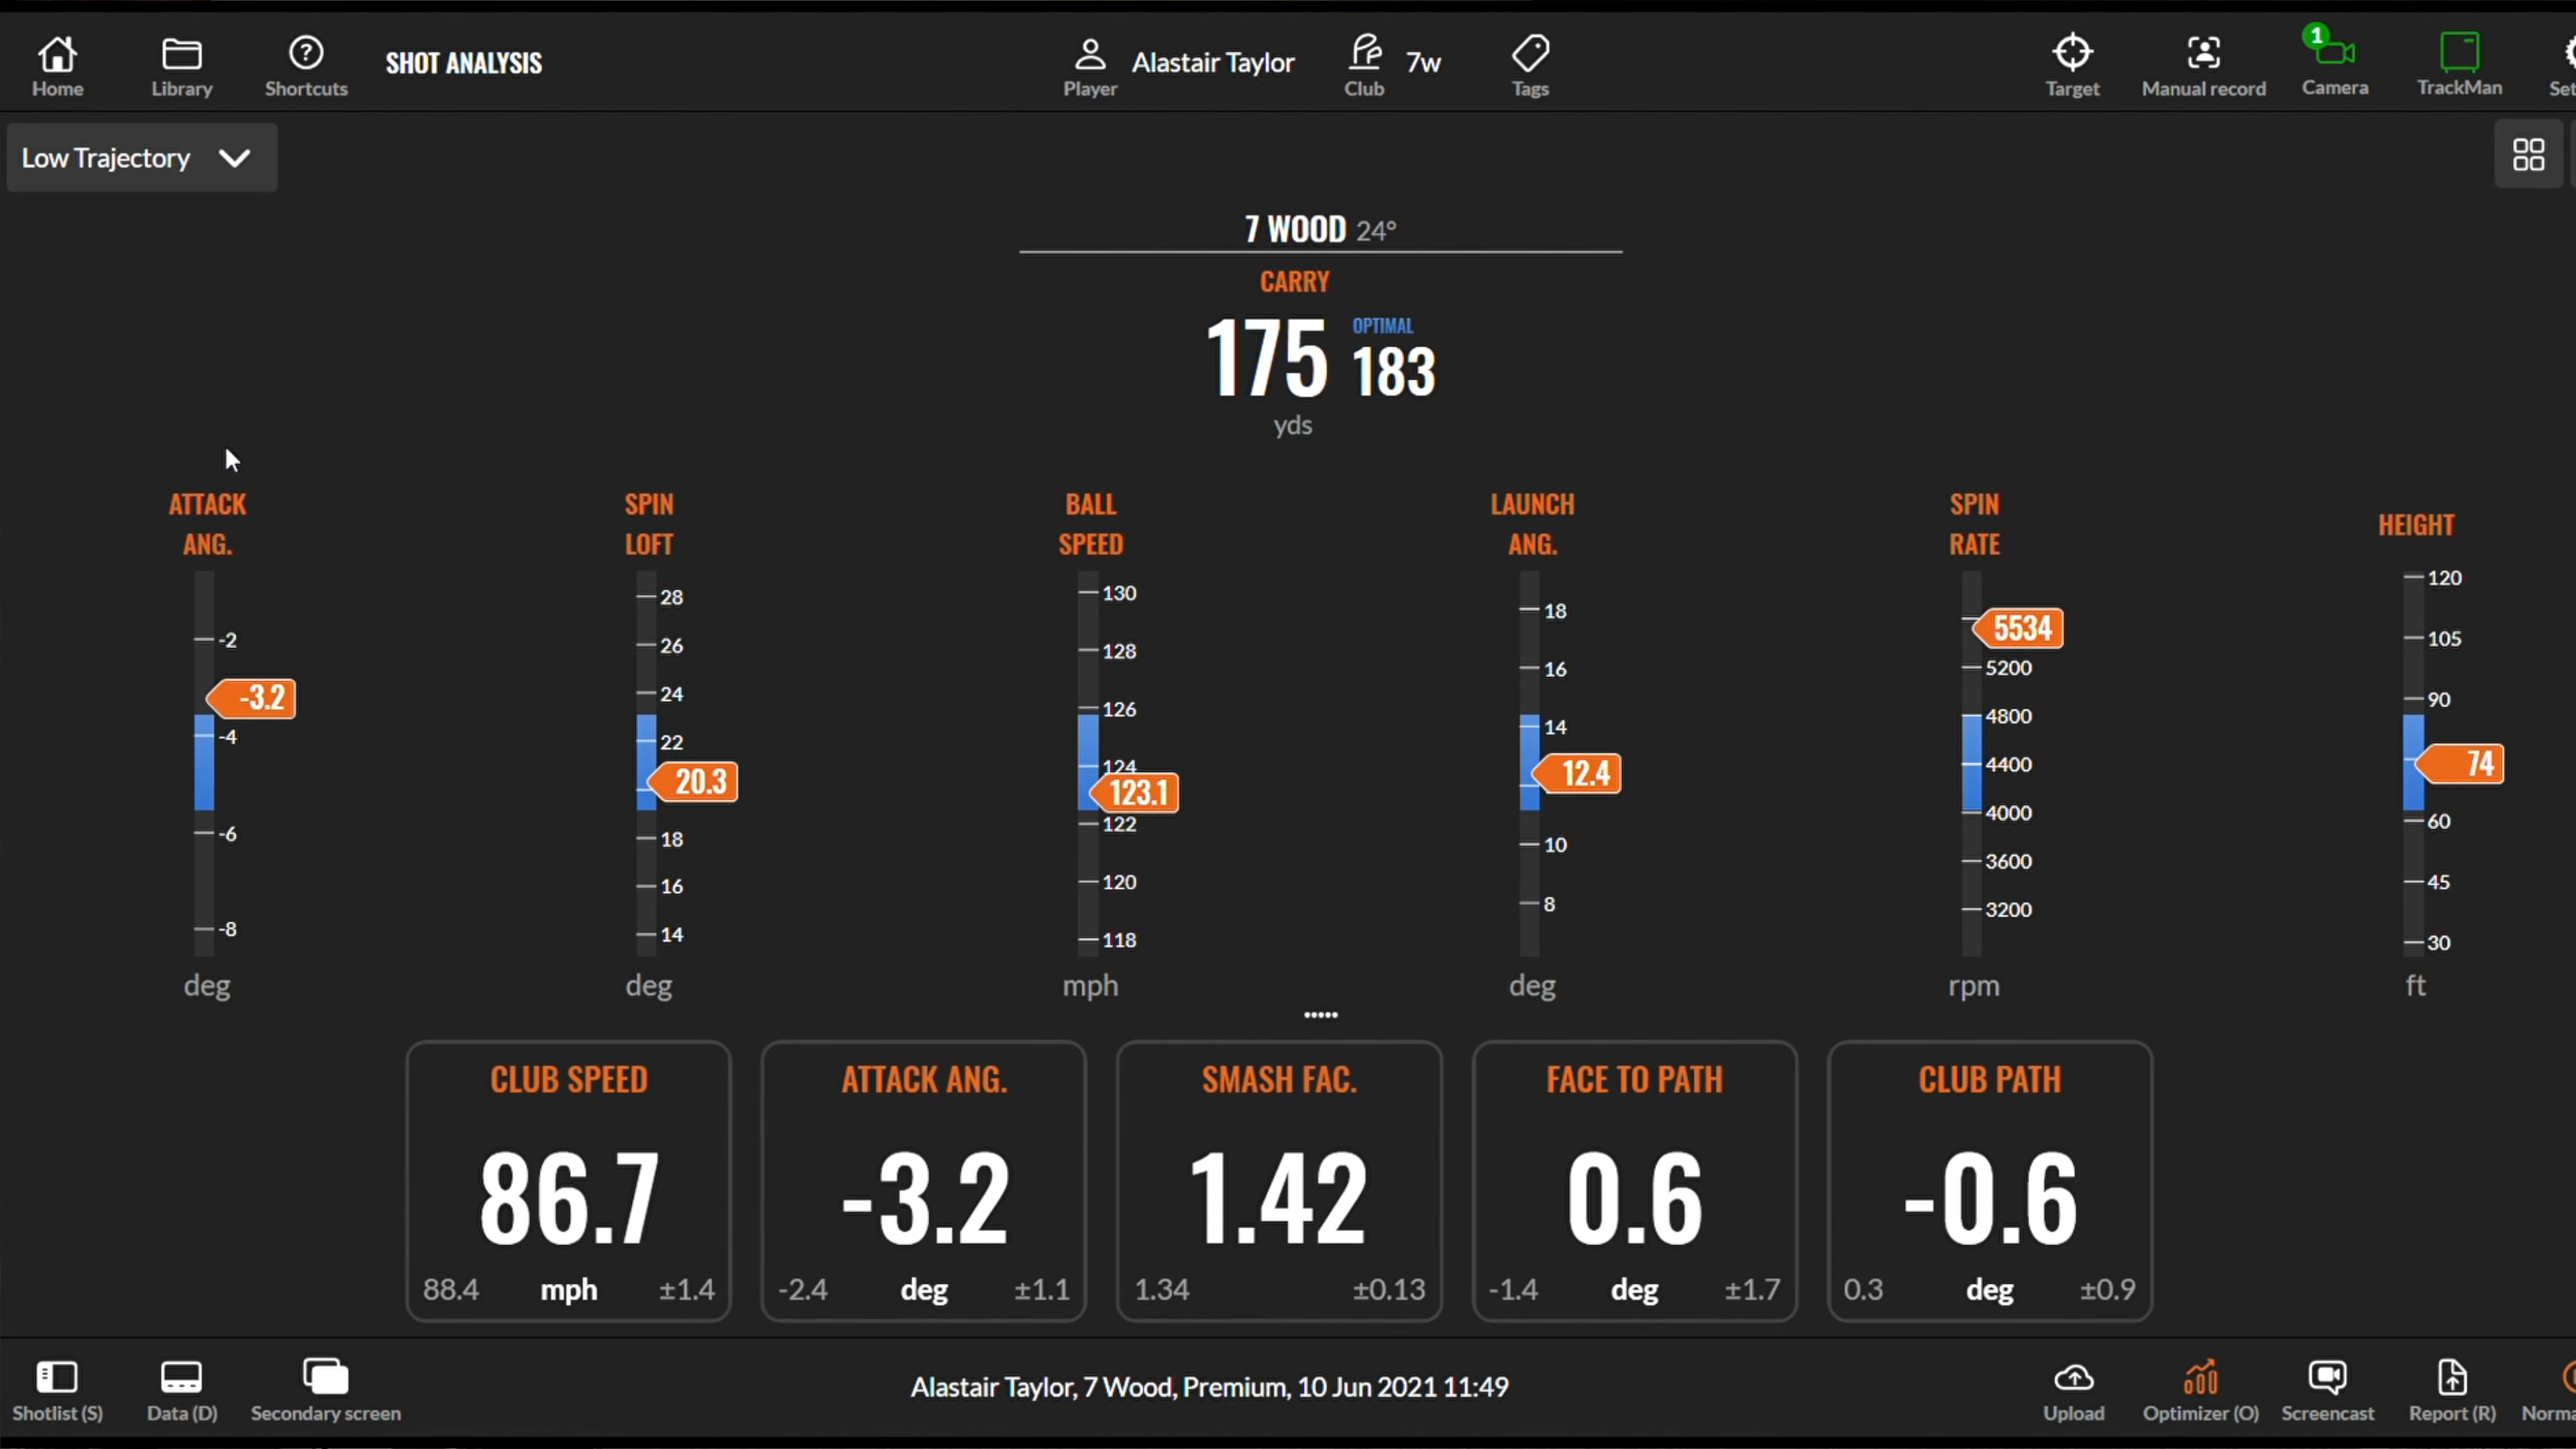 Home
Library
Shortcuts
SHOT ANALYSIS
Player
Alastair Taylor
Club
7w
Tags
Target
Manual record
1
Camera
TrackMan
Low Trajectory
7 WOOD 24°
CARRY
175
OPTIMAL
183
yds
ATTACK
ANG.
-2
-3.2
-4
-6
-8
deg
SPIN
LOFT
28
26
24
22
20.3
18
16
14
deg
BALL
SPEED
130
128
126
124
123.1
122
120
118
mph
LAUNCH
ANG.
18
16
14
12.4
10
8
deg
SPIN
RATE
5534
5200
4800
4400
4000
3600
3200
rpm
HEIGHT
120
105
90
74
60
45
30
ft
CLUB SPEED
86.7
88.4 mph ±1.4
ATTACK ANG.
-3.2
-2.4 deg ±1.1
SMASH FAC.
1.42
1.34 ±0.13
FACE TO PATH
0.6
-1.4 deg ±1.7
CLUB PATH
-0.6
0.3 deg ±0.9
Shotlist (S)
Data (D)
Secondary screen
Alastair Taylor, 7 Wood, Premium, 10 Jun 2021 11:49
Upload
Optimizer (O)
Screencast
Report (R)